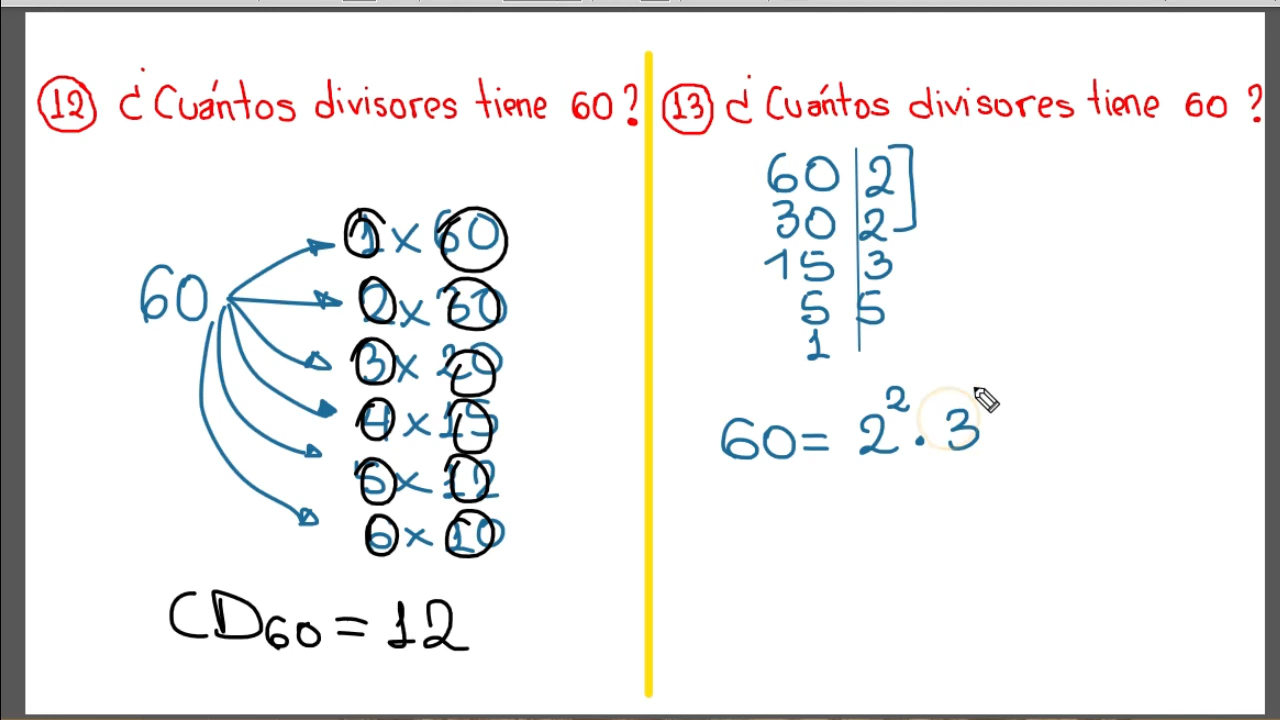 12 ¿Cuántos divisores tiene 60?
60
1 x 60
2 x 30
3 x 20
4 x 15
5 x 12
6 x 10
CD60 = 12
13 ¿Cuántos divisores tiene 60?
60 | 2
30 | 2
15 | 3
5 | 5
1
60 = 2² · 3